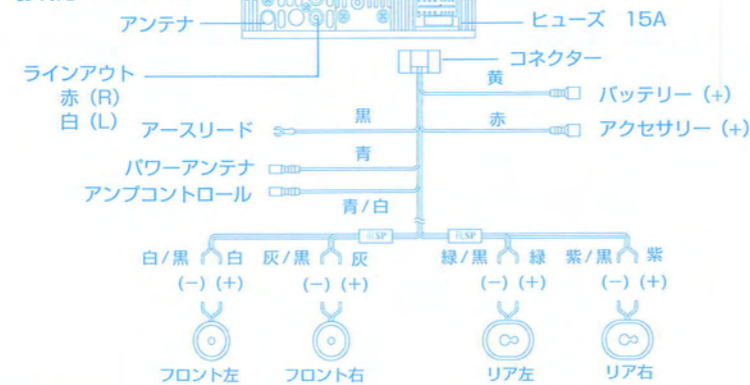 アンテナ
ヒューズ 15A
コネクター
ラインアウト
赤 (R)
白 (L)
黄
バッテリー (+)
黒
赤
アースリード
アクセサリー (+)
青
パワーアンテナ
アンプコントロール
青/白
SP
SP
白/黒 白 灰/黒 灰 緑/黒 緑 紫/黒 紫
(−) (+) (−) (+) (−) (+) (−) (+)
フロント左 フロント右 リア左 リア右